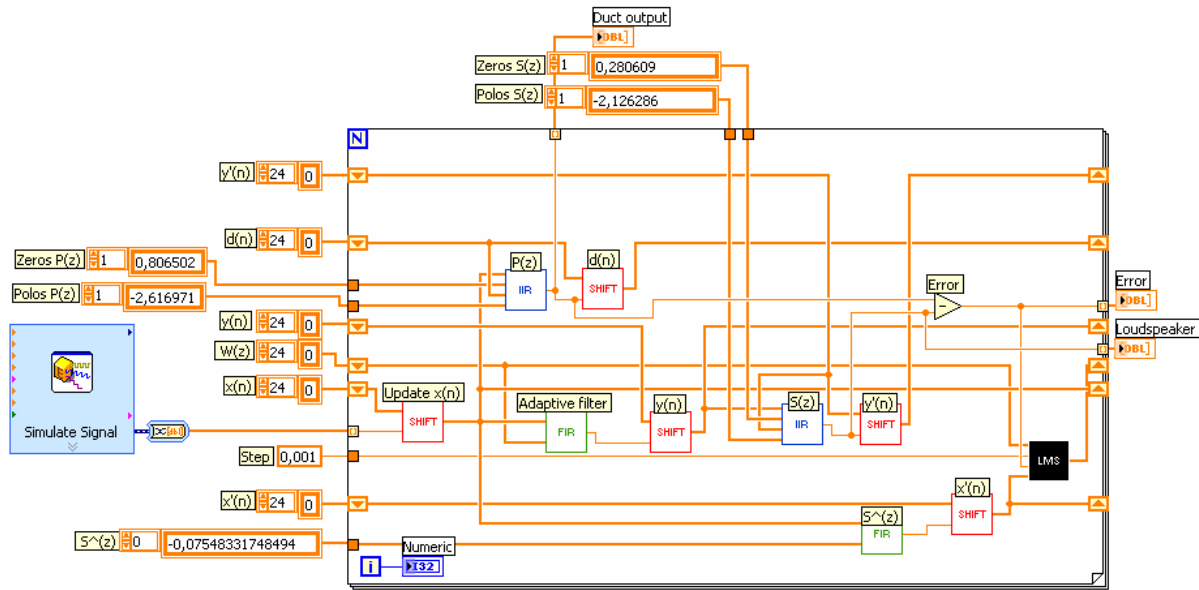 Duct output
DBL]
Zeros S(z) 1 0,280609
Polos S(z) 1 -2,126286
N
y'(n) 24 0
d(n) 24 0
Zeros P(z) 1 0,806502
P(z)
IIR
d(n)
SHIFT
Polos P(z) 1 -2,616971
Error
Error
DBL]
y(n) 24 0
Loudspeaker
DBL]
W(z) 24 0
x(n) 24 0
Update x(n)
SHIFT
Adaptive filter
FIR
y(n)
SHIFT
S(z)
IIR
y'(n)
SHIFT
Simulate Signal
Step 0,001
LMS
x'(n) 24 0
x'(n)
SHIFT
S^(z)
FIR
S^(z) 0 -0,07548331748494
Numeric
i
I32